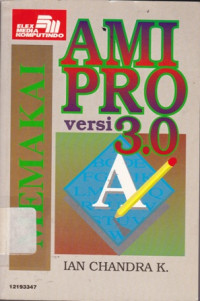 ELEX
MEDIA
KOMPUTINDO
MEMAKAI
AMI
PRO
versi 3.0
A
IAN CHANDRA K.
12193347